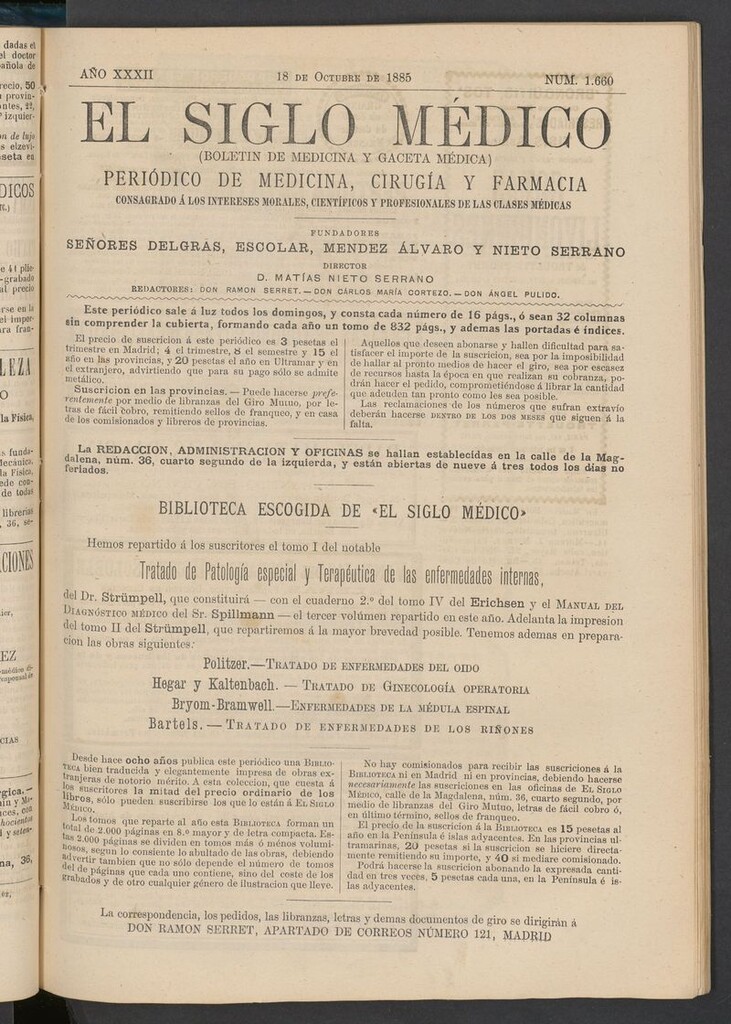 AÑO XXXII
18 DE OCTUBRE DE 1885
NUM. 1.660
EL SIGLO MÉDICO
(BOLETIN DE MEDICINA Y GACETA MÉDICA)
PERIÓDICO DE MEDICINA, CIRUGÍA Y FARMACIA
CONSAGRADO Á LOS INTERESES MORALES, CIENTÍFICOS Y PROFESIONALES DE LAS CLASES MÉDICAS
FUNDADORES
SEÑORES DELGRAS, ESCOLAR, MENDEZ ÁLVARO Y NIETO SERRANO
DIRECTOR
D. MATÍAS NIETO SERRANO
REDACTORES: DON RAMON SERRET.—DON CÁRLOS MARÍA CORTEZO.—DON ÁNGEL PULIDO.
Este periódico sale á luz todos los domingos, y consta cada número de 16 págs., ó sean 32 columnas
sin comprender la cubierta, formando cada año un tomo de 832 págs., y ademas las portadas é índices.
El precio de suscricion á este periódico es 3 pesetas el
trimestre en Madrid; 4 el trimestre, 8 el semestre y 15 el
año en las provincias, y 20 pesetas el año en Ultramar y en
el extranjero, advirtiendo que para su pago sólo se admite
metálico.
Suscricion en las provincias.—Puede hacerse prefe-
rentemente por medio de libranzas del Giro Mutuo, por le-
tras de fácil cobro, remitiendo sellos de franqueo, y en casa
de los comisionados y libreros de provincias.
Aquellos que deseen abonarse y hallen dificultad para sa-
tisfacer el importe de la suscricion, sea por la imposibilidad
de hallar al pronto medios de hacer el giro, sea por escasez
de recursos hasta la época en que realizan su cobranza, po-
drán hacer el pedido, comprometiéndose á librar la cantidad
que adeuden tan pronto como les sea posible.
Las reclamaciones de los números que sufran extravío
deberán hacerse DENTRO DE LOS DOS MESES que siguen á la
falta.
La REDACCION, ADMINISTRACION Y OFICINAS se hallan establecidas en la calle de la Mag-
dalena, núm. 36, cuarto segundo de la izquierda, y están abiertas de nueve á tres todos los dias no
feriados.
BIBLIOTECA ESCOGIDA DE «EL SIGLO MÉDICO»
Hemos repartido á los suscritores el tomo I del notable
Tratado de Patología especial y Terapéutica de las enfermedades internas,
del Dr. Strümpell, que constituirá — con el cuaderno 2.º del tomo IV del Erichsen y el MANUAL DEL
DIAGNÓSTICO MÉDICO del Sr. Spillmann — el tercer volúmen repartido en este año. Adelanta la impresion
del tomo II del Strümpell, que repartiremos á la mayor brevedad posible. Tenemos ademas en prepara-
cion las obras siguientes:
Politzer.—TRATADO DE ENFERMEDADES DEL OIDO
Hegar y Kaltenbach. — TRATADO DE GINECOLOGÍA OPERATORIA
Bryom-Bramwell.—ENFERMEDADES DE LA MÉDULA ESPINAL
Bartels. — TRATADO DE ENFERMEDADES DE LOS RIÑONES
Desde hace ocho años publica este periódico una BIBLIO-
TECA bien traducida y elegantemente impresa de obras ex-
tranjeras de notorio mérito. A esta coleccion, que cuesta á
los suscritores la mitad del precio ordinario de los
libros, sólo pueden suscribirse los que lo están á EL SIGLO
MÉDICO.
Los tomos que reparte al año esta BIBLIOTECA forman un
total de 2.000 páginas en 8.º mayor y de letra compacta. Es-
tas 2.000 páginas se dividen en tomos más ó ménos volumi-
nosos, segun lo consiente lo abultado de las obras, debiendo
advertir tambien que no sólo depende el número de tomos
del de páginas que cada uno contiene, sino del coste de los
grabados y de otro cualquier género de ilustracion que lleve.
No hay comisionados para recibir las suscriciones á la
BIBLIOTECA ni en Madrid ni en provincias, debiendo hacerse
necesariamente las suscriciones en las oficinas de EL SIGLO
MÉDICO, calle de la Magdalena, núm. 36, cuarto segundo, por
medio de libranzas del Giro Mutuo, letras de fácil cobro ó,
en último término, sellos de franqueo.
El precio de la suscricion á la BIBLIOTECA es 15 pesetas al
año en la Península é islas adyacentes. En las provincias ul-
tramarinas, 20 pesetas si la suscricion se hiciere directa-
mente remitiendo su importe, y 40 si mediare comisionado.
Podrá hacerse la suscricion abonando la expresada canti-
dad en tres veces, 5 pesetas cada una, en la Península é is-
las adyacentes.
La correspondencia, los pedidos, las libranzas, letras y demas documentos de giro se dirigirán á
DON RAMON SERRET, APARTADO DE CORREOS NÚMERO 121, MADRID